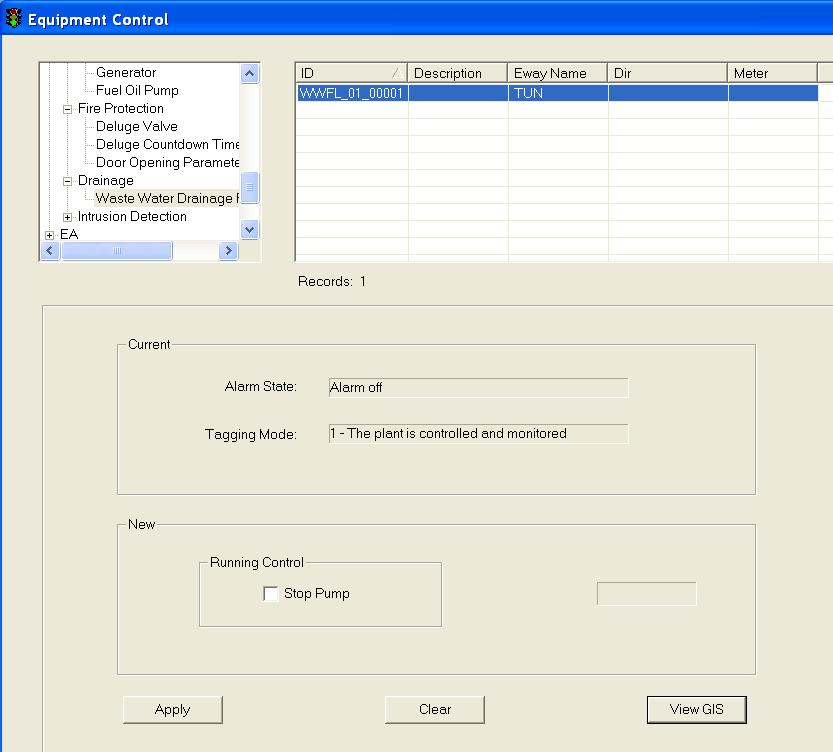 Equipment Control
Generator
Fuel Oil Pump
Fire Protection
Deluge Valve
Deluge Countdown Time
Door Opening Paramete
Drainage
Waste Water Drainage
Intrusion Detection
EA
ID Description Eway Name Dir Meter
WWFL_01_00001 TUN
Records: 1
Current
Alarm State: Alarm off
Tagging Mode: 1 - The plant is controlled and monitored
New
Running Control
Stop Pump
Apply Clear View GIS